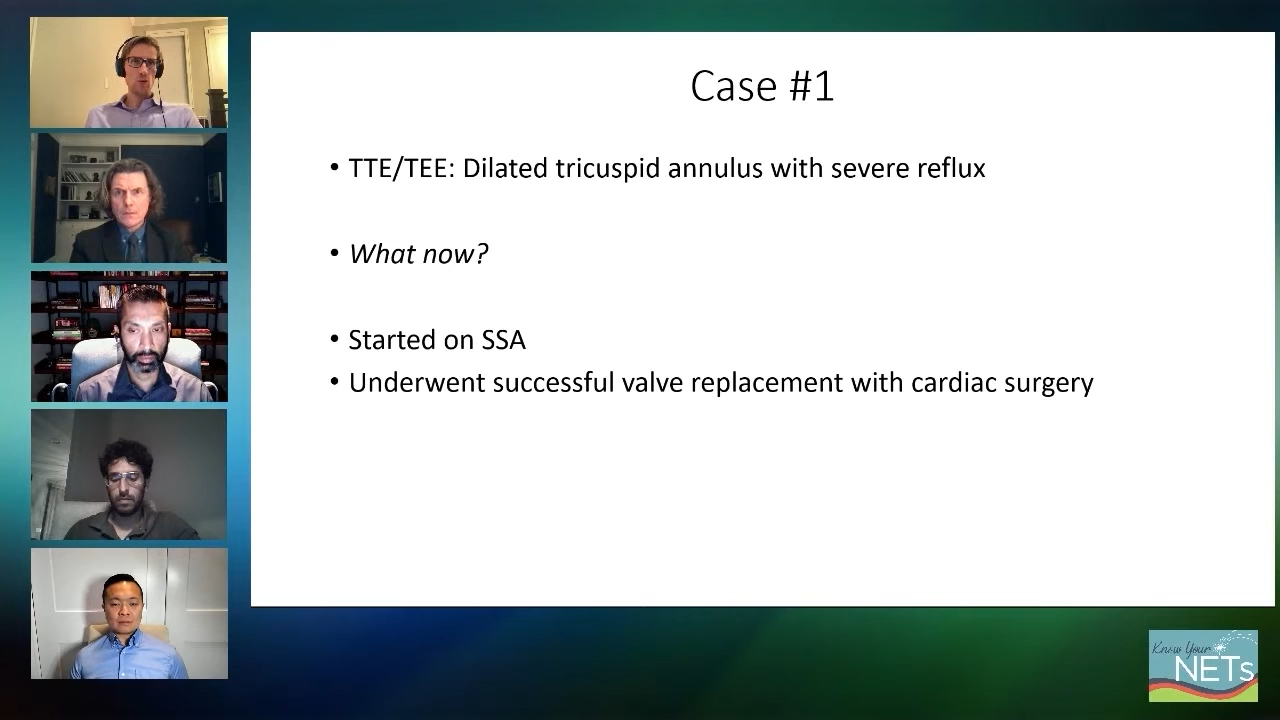 Case #1
• TTE/TEE: Dilated tricuspid annulus with severe reflux
• What now?
• Started on SSA
• Underwent successful valve replacement with cardiac surgery
Know Your
NETs